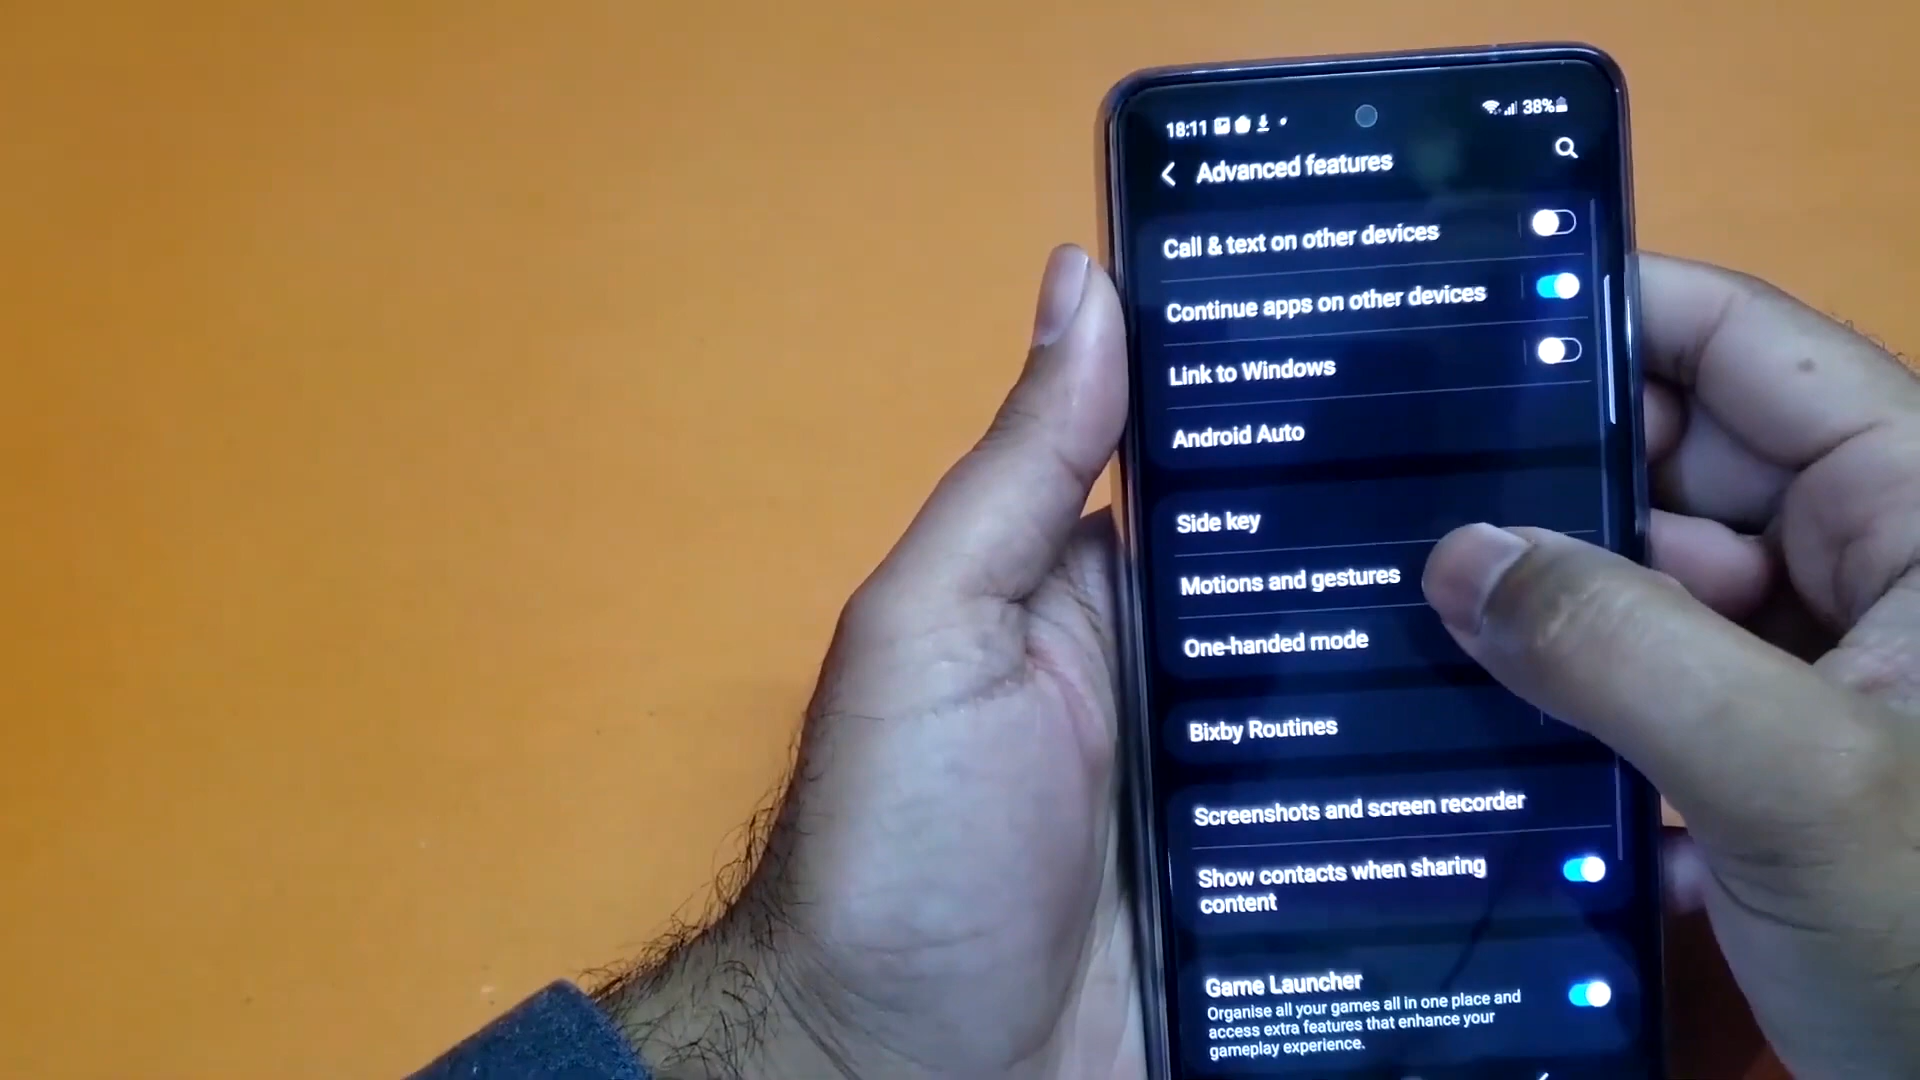 18:11 38%
Advanced features
Call & text on other devices
Continue apps on other devices
Link to Windows
Android Auto
Side key
Motions and gestures
One-handed mode
Bixby Routines
Screenshots and screen recorder
Show contacts when sharing
content
Game Launcher
Organise all your games all in one place and
access extra features that enhance your
gameplay experience.